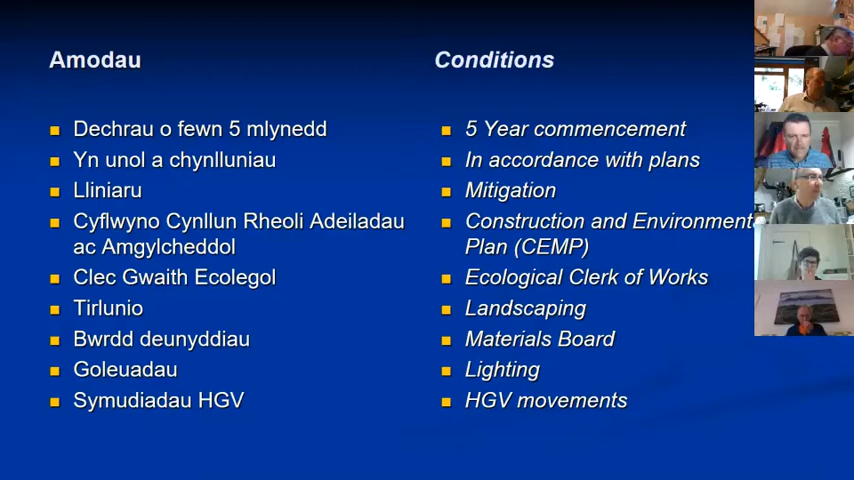 Amodau
Dechrau o fewn 5 mlynedd
Yn unol a chynlluniau
Lliniaru
Cyflwyno Cynllun Rheoli Adeiladau
ac Amgylcheddol
Clec Gwaith Ecolegol
Tirlunio
Bwrdd deunyddiau
Goleuadau
Symudiadau HGV
Conditions
5 Year commencement
In accordance with plans
Mitigation
Construction and Environment
Plan (CEMP)
Ecological Clerk of Works
Landscaping
Materials Board
Lighting
HGV movements